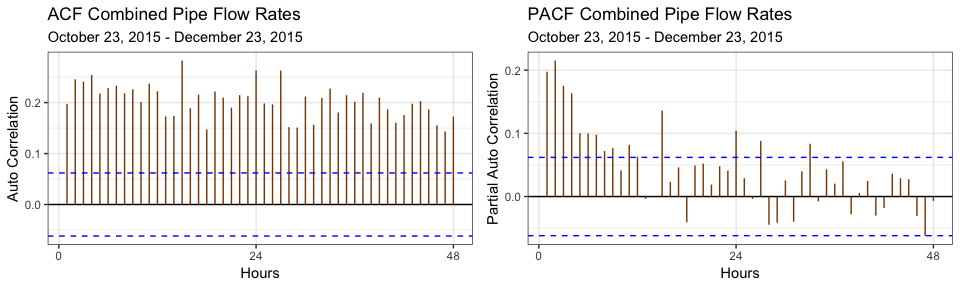 ACF Combined Pipe Flow Rates
October 23, 2015 - December 23, 2015
Auto Correlation
0.2
0.1
0.0
0
24
48
Hours
PACF Combined Pipe Flow Rates
October 23, 2015 - December 23, 2015
Partial Auto Correlation
0.2
0.1
0.0
0
24
48
Hours